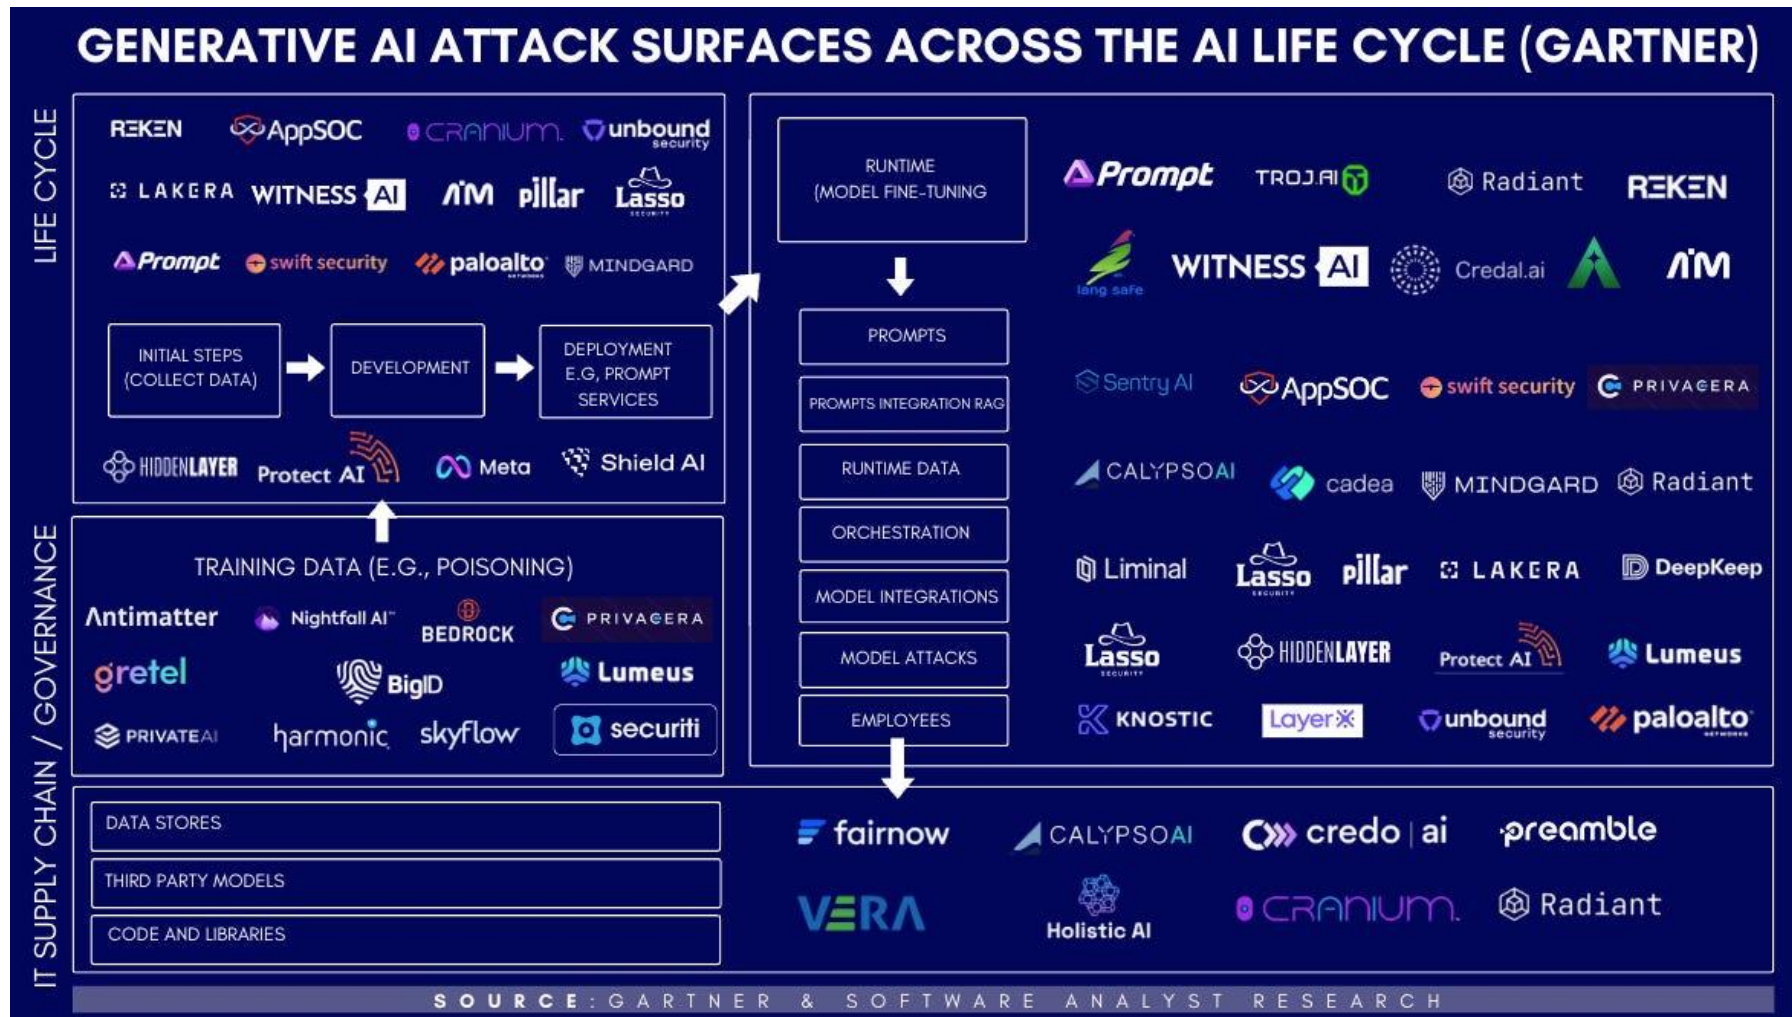 GENERATIVE AI ATTACK SURFACES ACROSS THE AI LIFE CYCLE (GARTNER)
LIFE CYCLE
REKEN
AppSOC
CRANIUM.
unbound
security
LAKERA
WITNESS AI
AIM
pillar
Lasso
SECURITY
Prompt
swift security
paloalto
NETWORKS
MINDGARD
INITIAL STEPS
(COLLECT DATA)
DEVELOPMENT
DEPLOYMENT
E.G, PROMPT
SERVICES
HIDDENLAYER
Protect AI
Meta
Shield AI
RUNTIME
(MODEL FINE-TUNING
PROMPTS
PROMPTS INTEGRATION RAG
RUNTIME DATA
ORCHESTRATION
MODEL INTEGRATIONS
MODEL ATTACKS
EMPLOYEES
Prompt
TROJ.AI
Radiant
REKEN
lang safe
WITNESS AI
Credal.ai
AIM
Sentry AI
AppSOC
swift security
PRIVACERA
CALYPSOAI
cadea
MINDGARD
Radiant
Liminal
Lasso
SECURITY
pillar
LAKERA
DeepKeep
Lasso
SECURITY
HIDDENLAYER
Protect AI
Lumeus
KNOSTIC
LayerX
unbound
security
paloalto
NETWORKS
IT SUPPLY CHAIN / GOVERNANCE
TRAINING DATA (E.G., POISONING)
Antimatter
Nightfall AI™
BEDROCK
PRIVACERA
gretel
BigID
Lumeus
PRIVATEAI
harmonic
skyflow
securiti
DATA STORES
THIRD PARTY MODELS
CODE AND LIBRARIES
fairnow
CALYPSOAI
credo | ai
preamble
VERA
Holistic AI
CRANIUM.
Radiant
SOURCE: GARTNER & SOFTWARE ANALYST RESEARCH